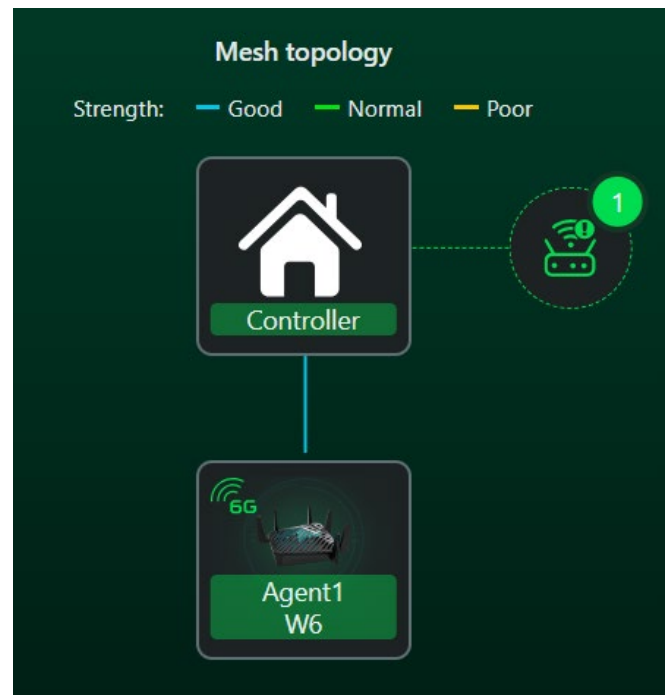 Mesh topology
Strength: Good Normal Poor
1
Controller
6G
Agent1
W6